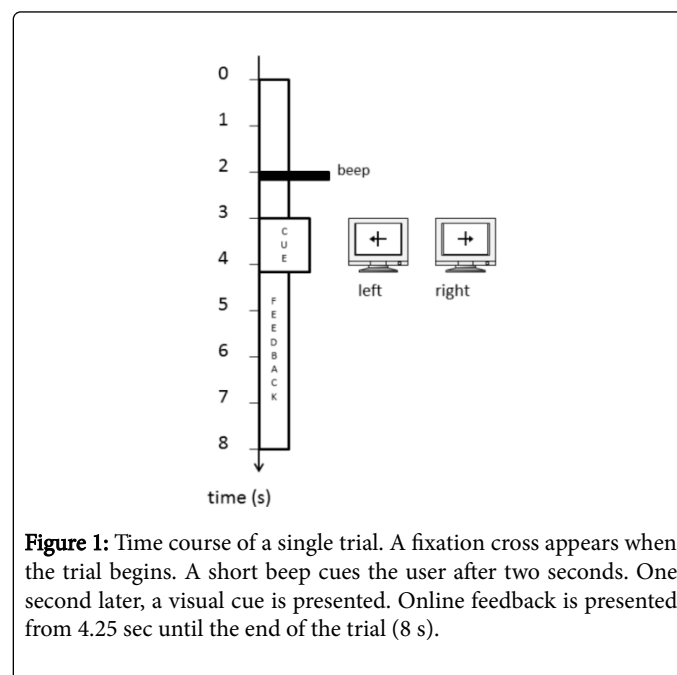 0
1
2
beep
3
C
U
E
4
left right
F
E
E
D
B
A
C
K
5
6
7
8
time (s)
Figure 1: Time course of a single trial. A fixation cross appears when
the trial begins. A short beep cues the user after two seconds. One
second later, a visual cue is presented. Online feedback is presented
from 4.25 sec until the end of the trial (8 s).